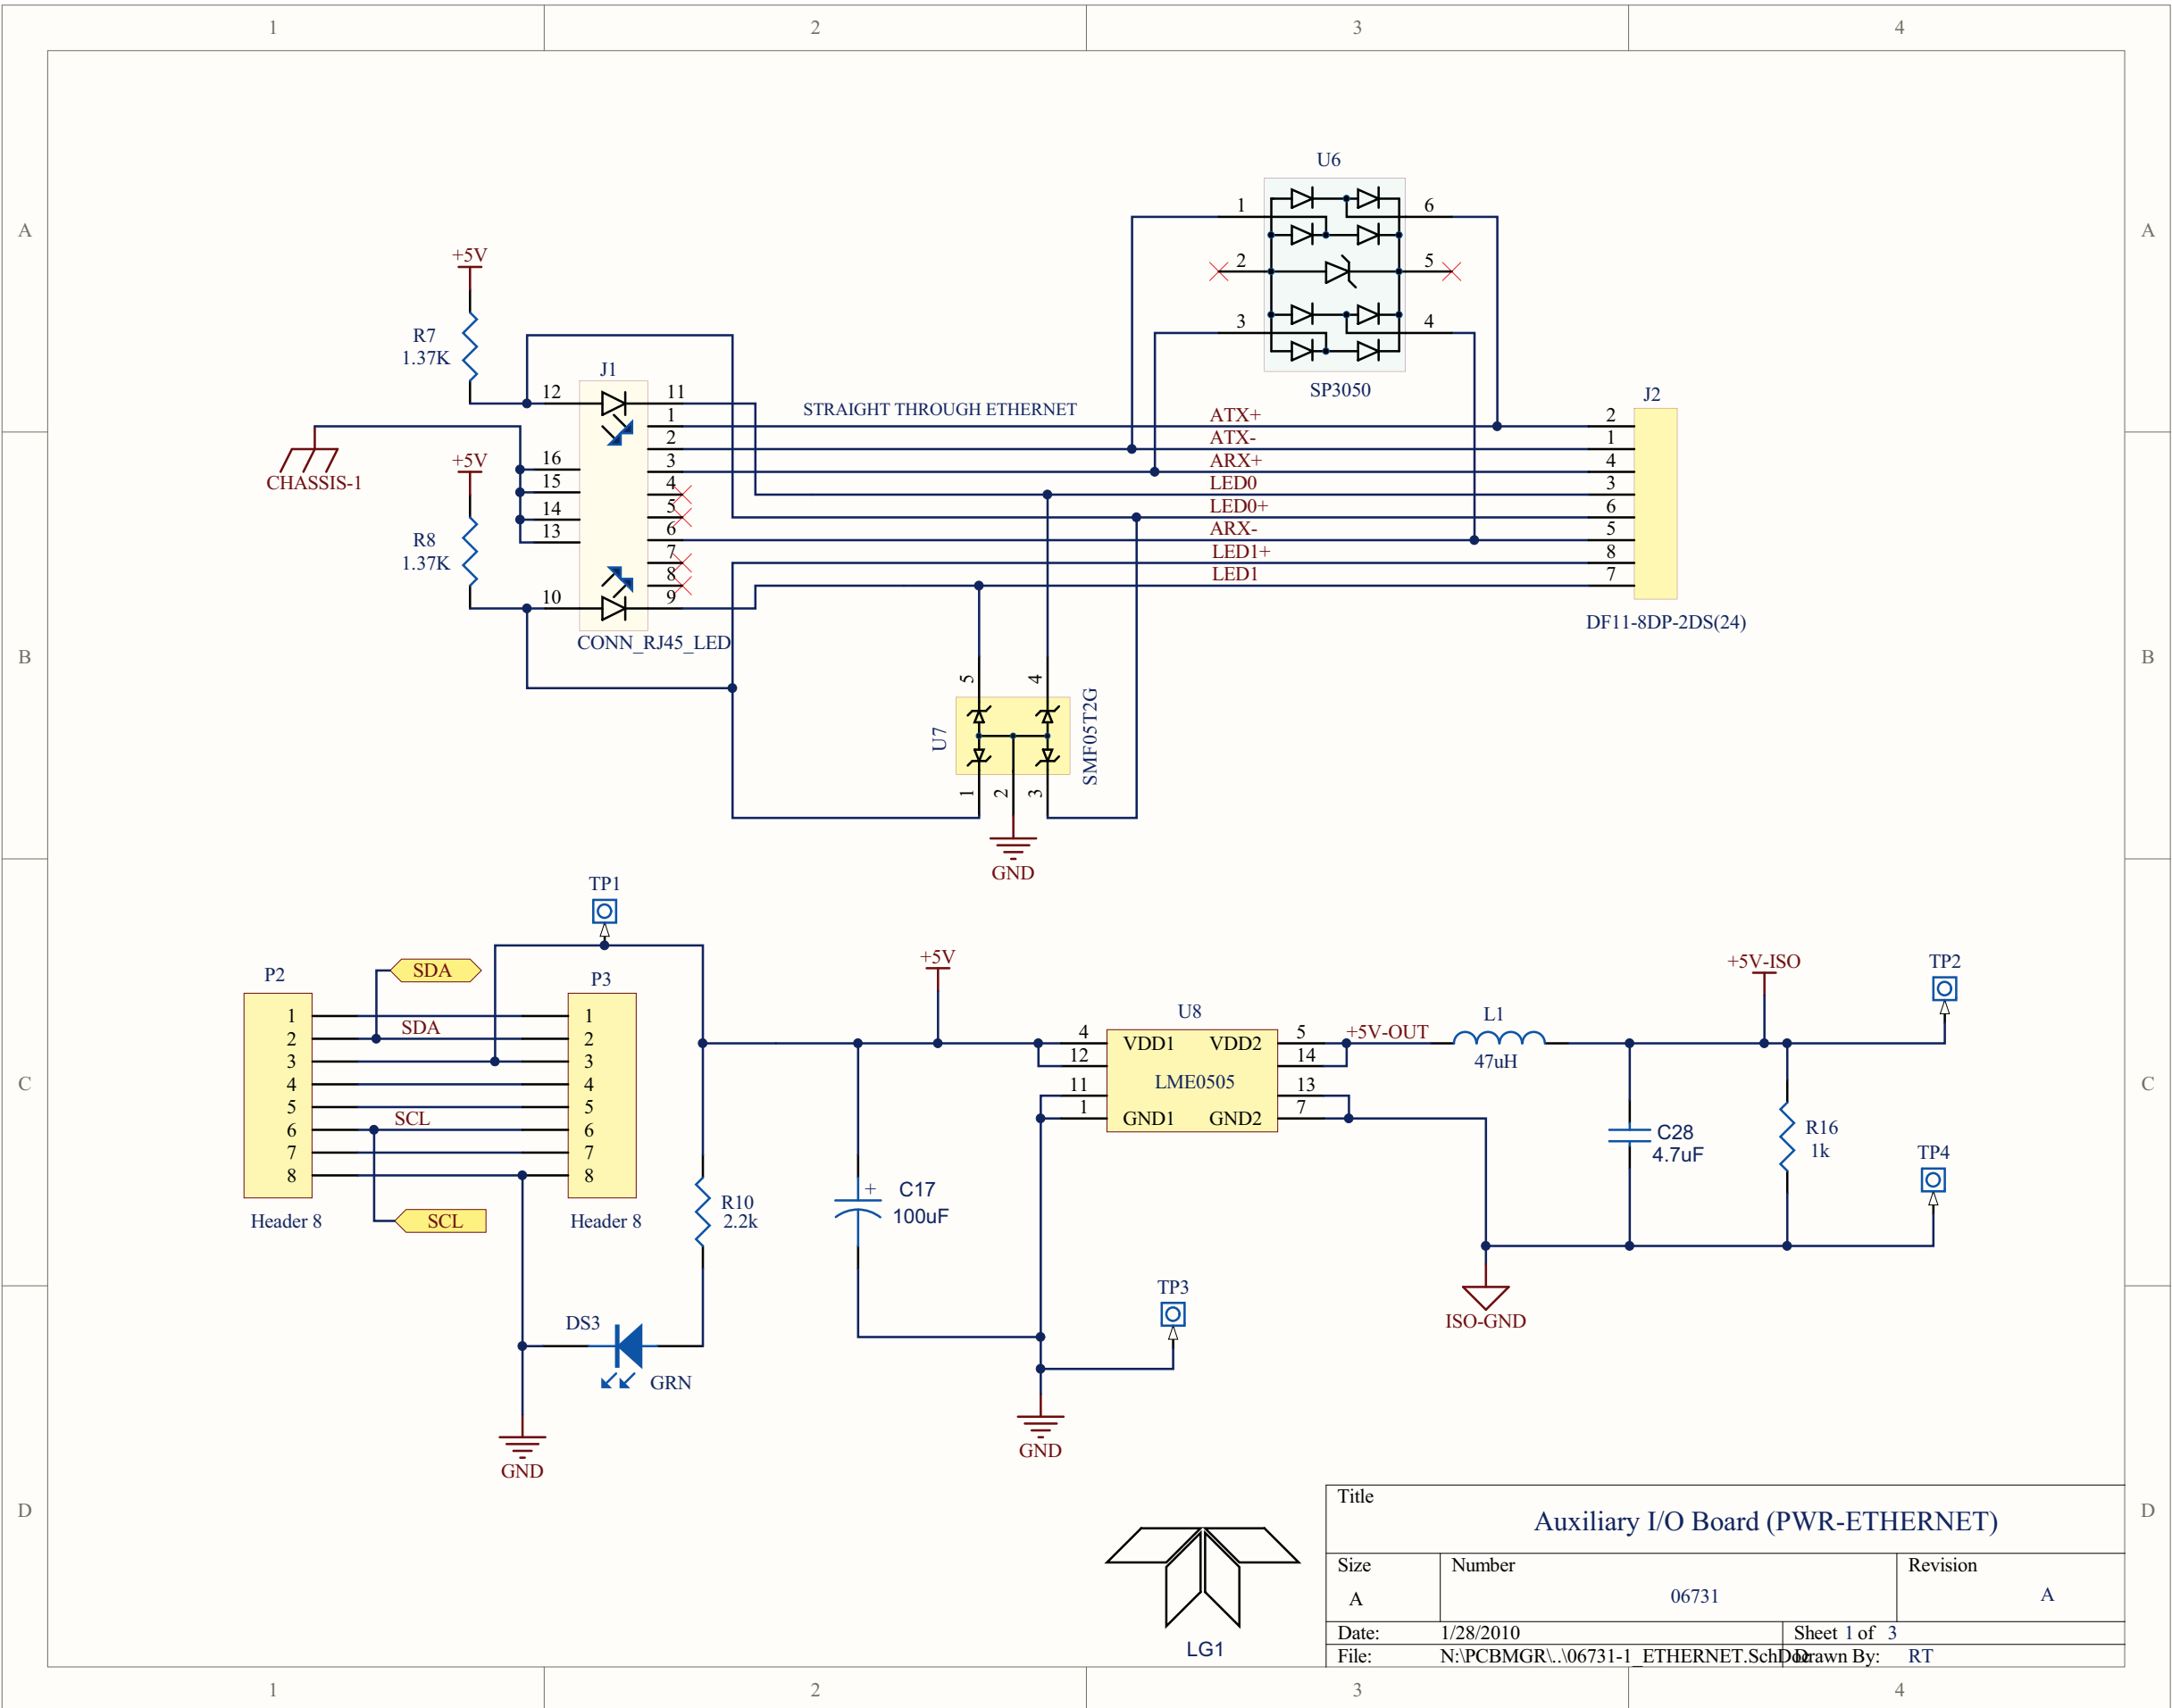 1 2 3 4
A A
U6
1 6
2 5
3 4
SP3050
+5V
R7
1.37K
J1
12 11
1
2
3
4
5
6
7
8
10 9
16
15
14
13
CONN_RJ45_LED
CHASSIS-1
+5V
R8
1.37K
STRAIGHT THROUGH ETHERNET
ATX+
ATX-
ARX+
LED0
LED0+
ARX-
LED1+
LED1
J2
2
1
4
3
6
5
8
7
DF11-8DP-2DS(24)
B B
5 4
U7
SMF05T2G
1 2 3
GND
TP1
P2
SDA
P3
1 1
2 SDA 2
3 3
4 4
5 5
6 SCL 6
7 7
8 8
Header 8
SCL
Header 8
R10
2.2k
DS3
GRN
GND
+5V
C17
+
100uF
U8
4 VDD1 VDD2 5
12 14
LME0505
11 13
1 GND1 GND2 7
+5V-OUT
L1
47uH
+5V-ISO
TP2
C28
4.7uF
R16
1k
TP4
ISO-GND
TP3
GND
C C
D D
LG1
Title
Auxiliary I/O Board (PWR-ETHERNET)
Size Number Revision
A 06731 A
Date: 1/28/2010 Sheet 1 of 3
File: N:\PCBMGR\..\06731-1_ETHERNET.SchDoc Drawn By: RT
1 2 3 4